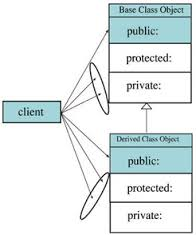 Base Class Object
public:
protected:
private:
client
Derived Class Object
public:
protected:
private: